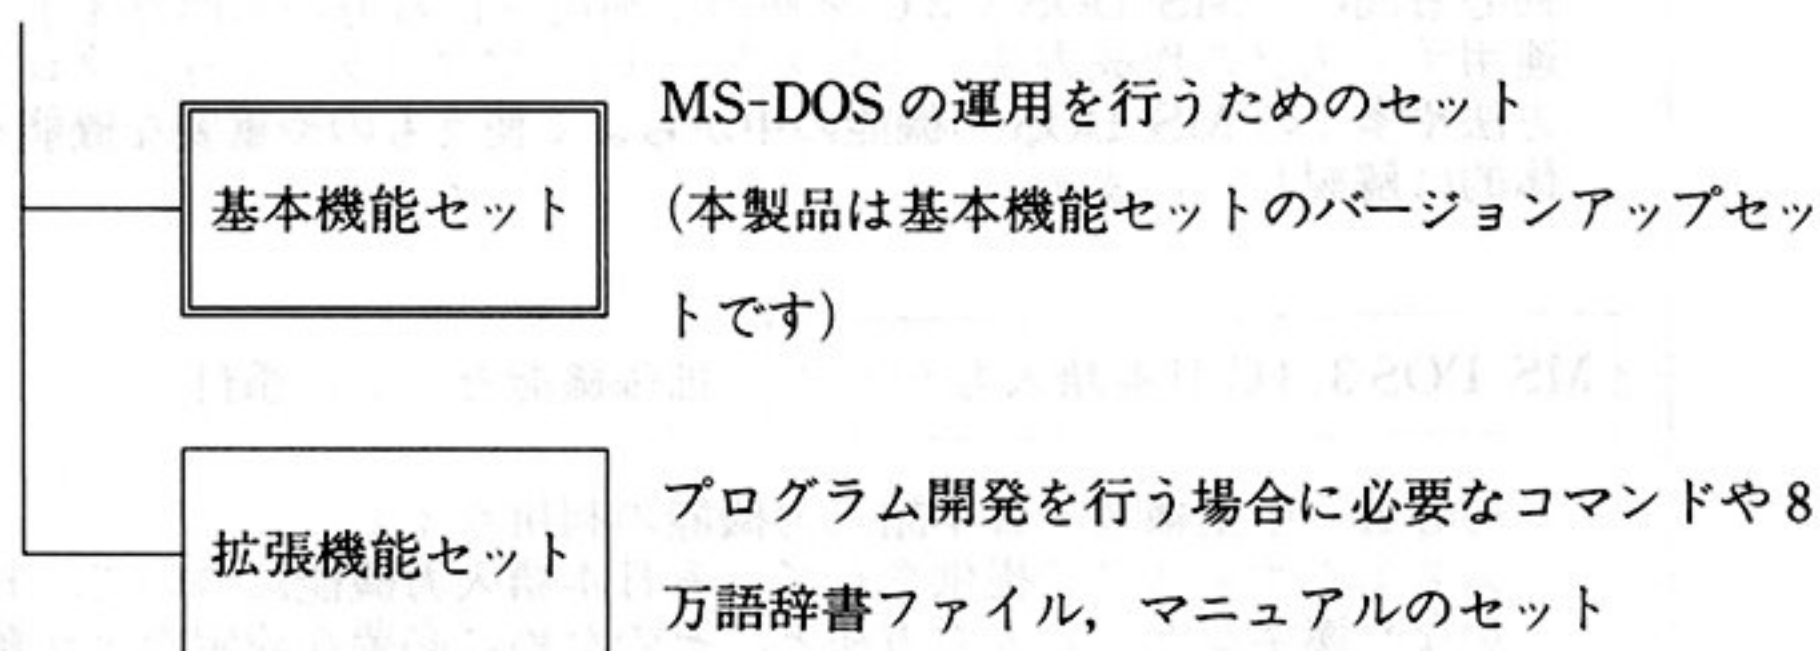 MS-DOSの運用を行うためのセット
基本機能セット
(本製品は基本機能セットのバージョンアップセッ
トです)
プログラム開発を行う場合に必要なコマンドや8
拡張機能セット
万語辞書ファイル，マニュアルのセット